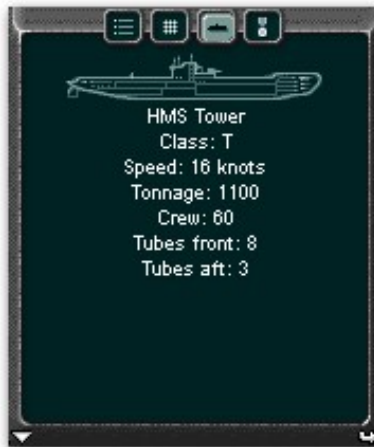 HMS Tower
Class: T
Speed: 16 knots
Tonnage: 1100
Crew: 60
Tubes front: 8
Tubes aft: 3